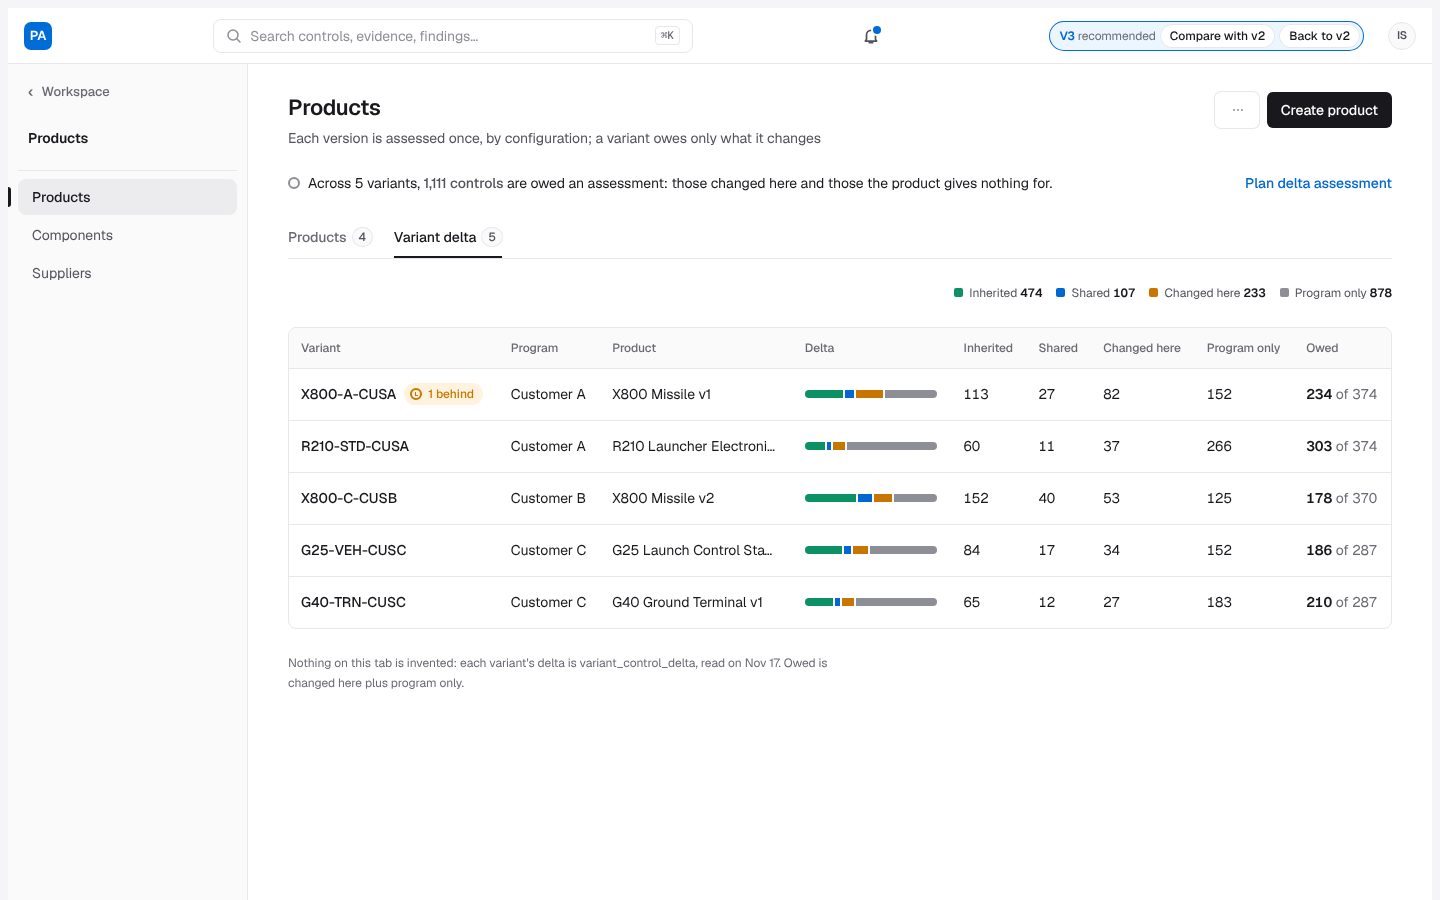 PA
Search controls, evidence, findings...
⌘K
V3 recommended Compare with v2 Back to v2
IS
‹ Workspace
Products
Products
Components
Suppliers
Products
Each version is assessed once, by configuration; a variant owes only what it changes
...
Create product
Across 5 variants, 1,111 controls are owed an assessment: those changed here and those the product gives nothing for.
Plan delta assessment
Products 4 Variant delta 5
Inherited 474 Shared 107 Changed here 233 Program only 878
Variant Program Product Delta Inherited Shared Changed here Program only Owed
X800-A-CUSA 1 behind Customer A X800 Missile v1 113 27 82 152 234 of 374
R210-STD-CUSA Customer A R210 Launcher Electroni... 60 11 37 266 303 of 374
X800-C-CUSB Customer B X800 Missile v2 152 40 53 125 178 of 370
G25-VEH-CUSC Customer C G25 Launch Control Sta... 84 17 34 152 186 of 287
G40-TRN-CUSC Customer C G40 Ground Terminal v1 65 12 27 183 210 of 287
Nothing on this tab is invented: each variant's delta is variant_control_delta, read on Nov 17. Owed is
changed here plus program only.